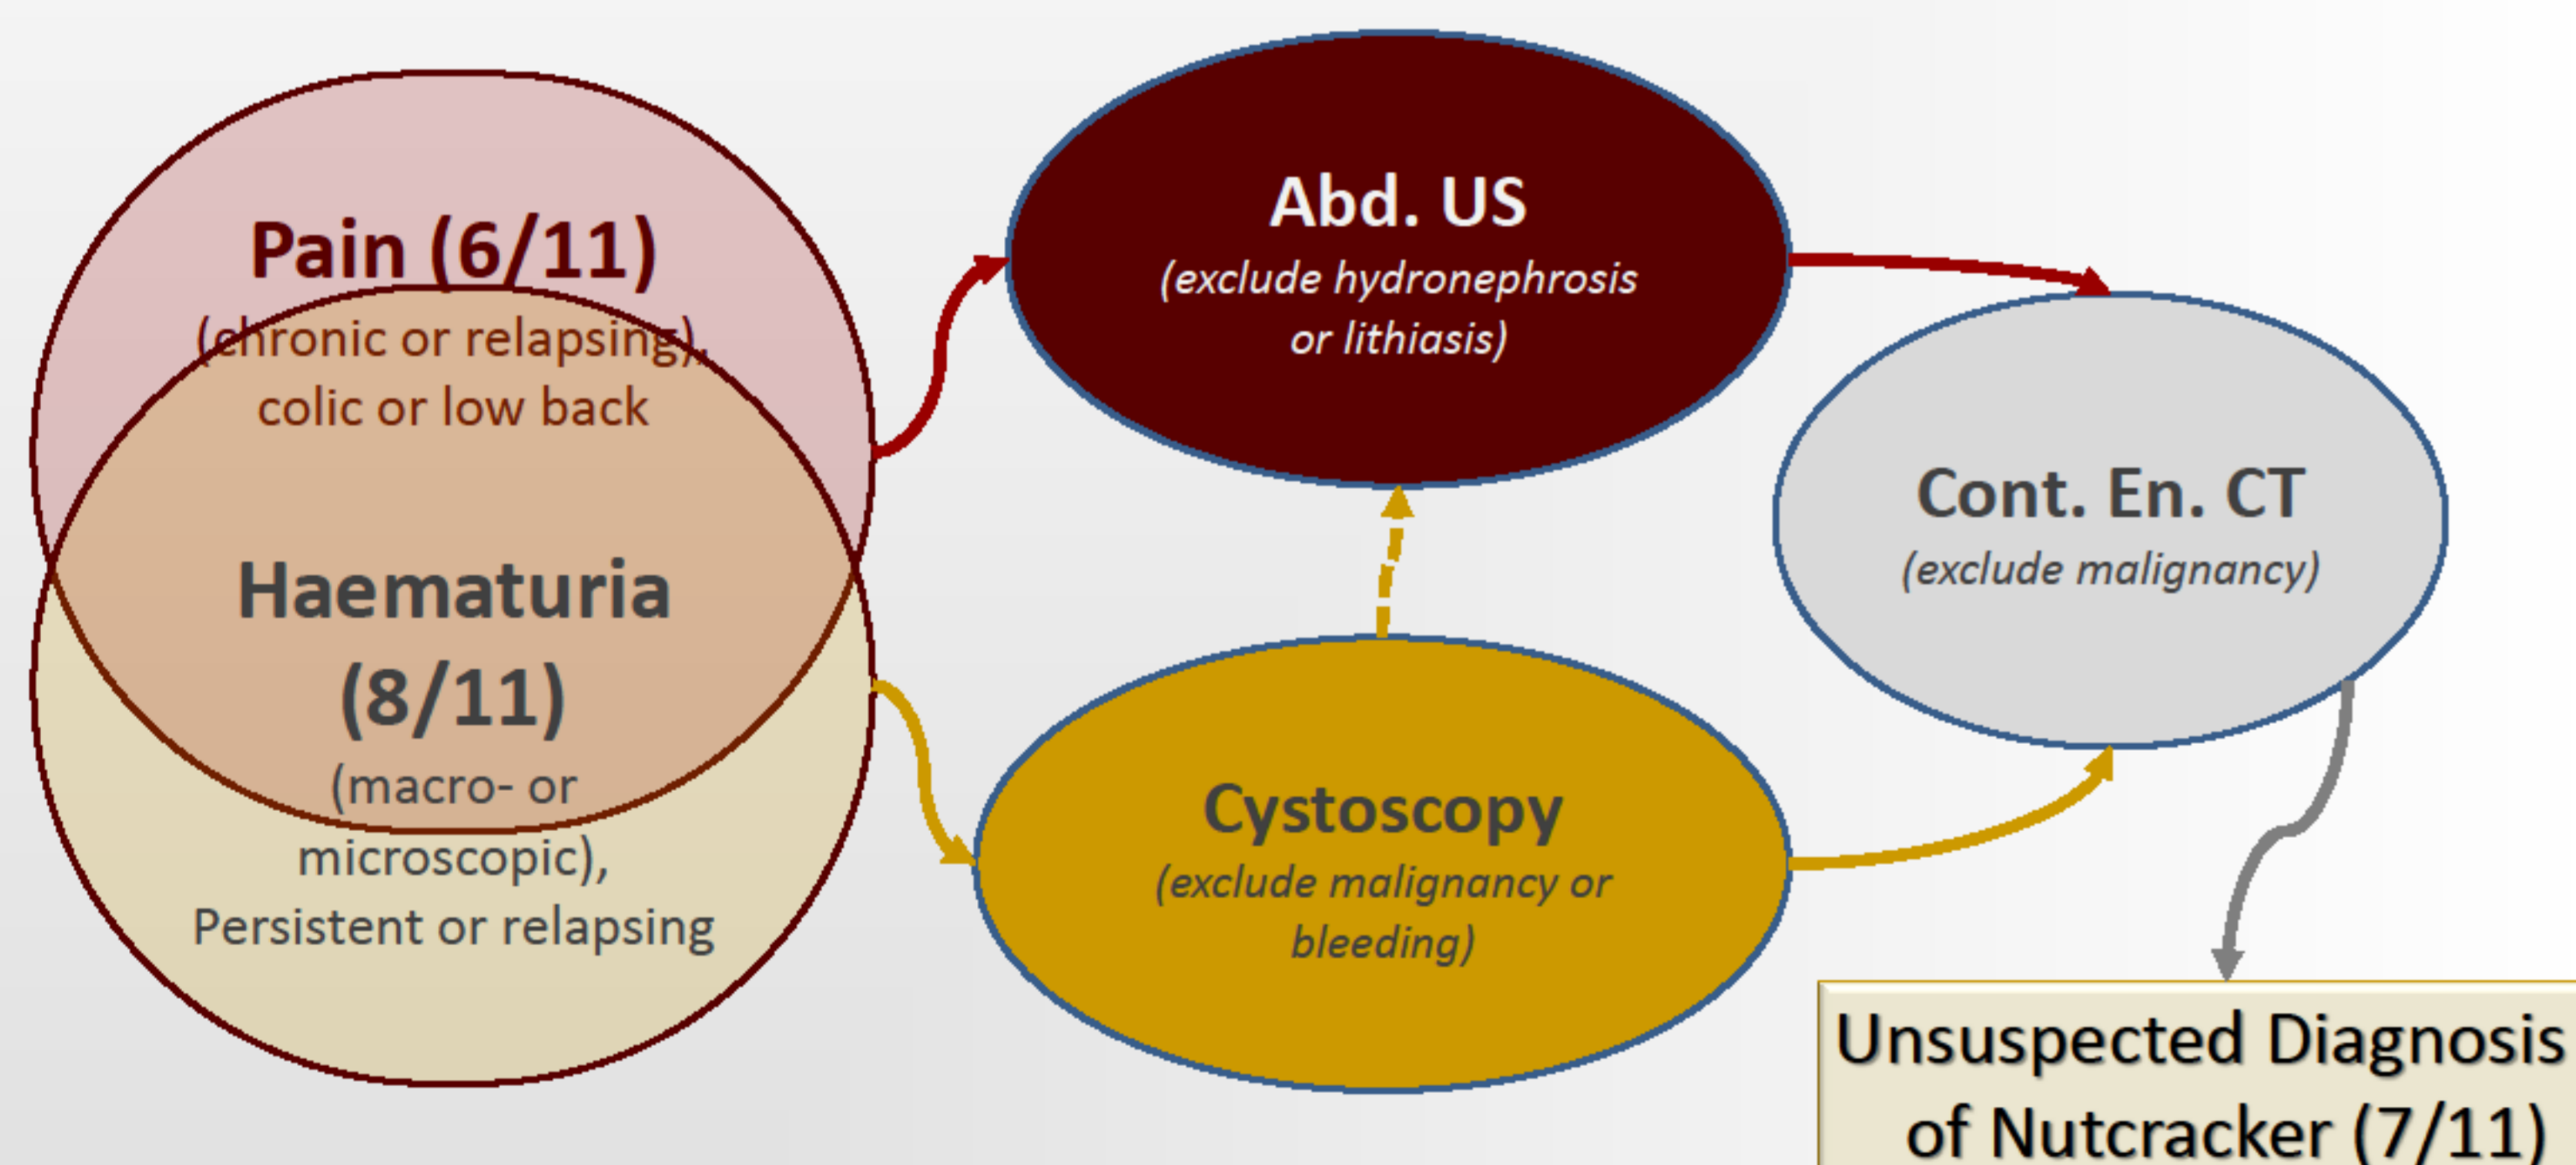 Pain (6/11)
(chronic or relapsing),
colic or low back
Haematuria
(8/11)
(macro- or
microscopic),
Persistent or relapsing
Abd. US
(exclude hydronephrosis
or lithiasis)
Cystoscopy
(exclude malignancy or
bleeding)
Cont. En. CT
(exclude malignancy)
Unsuspected Diagnosis
of Nutcracker (7/11)